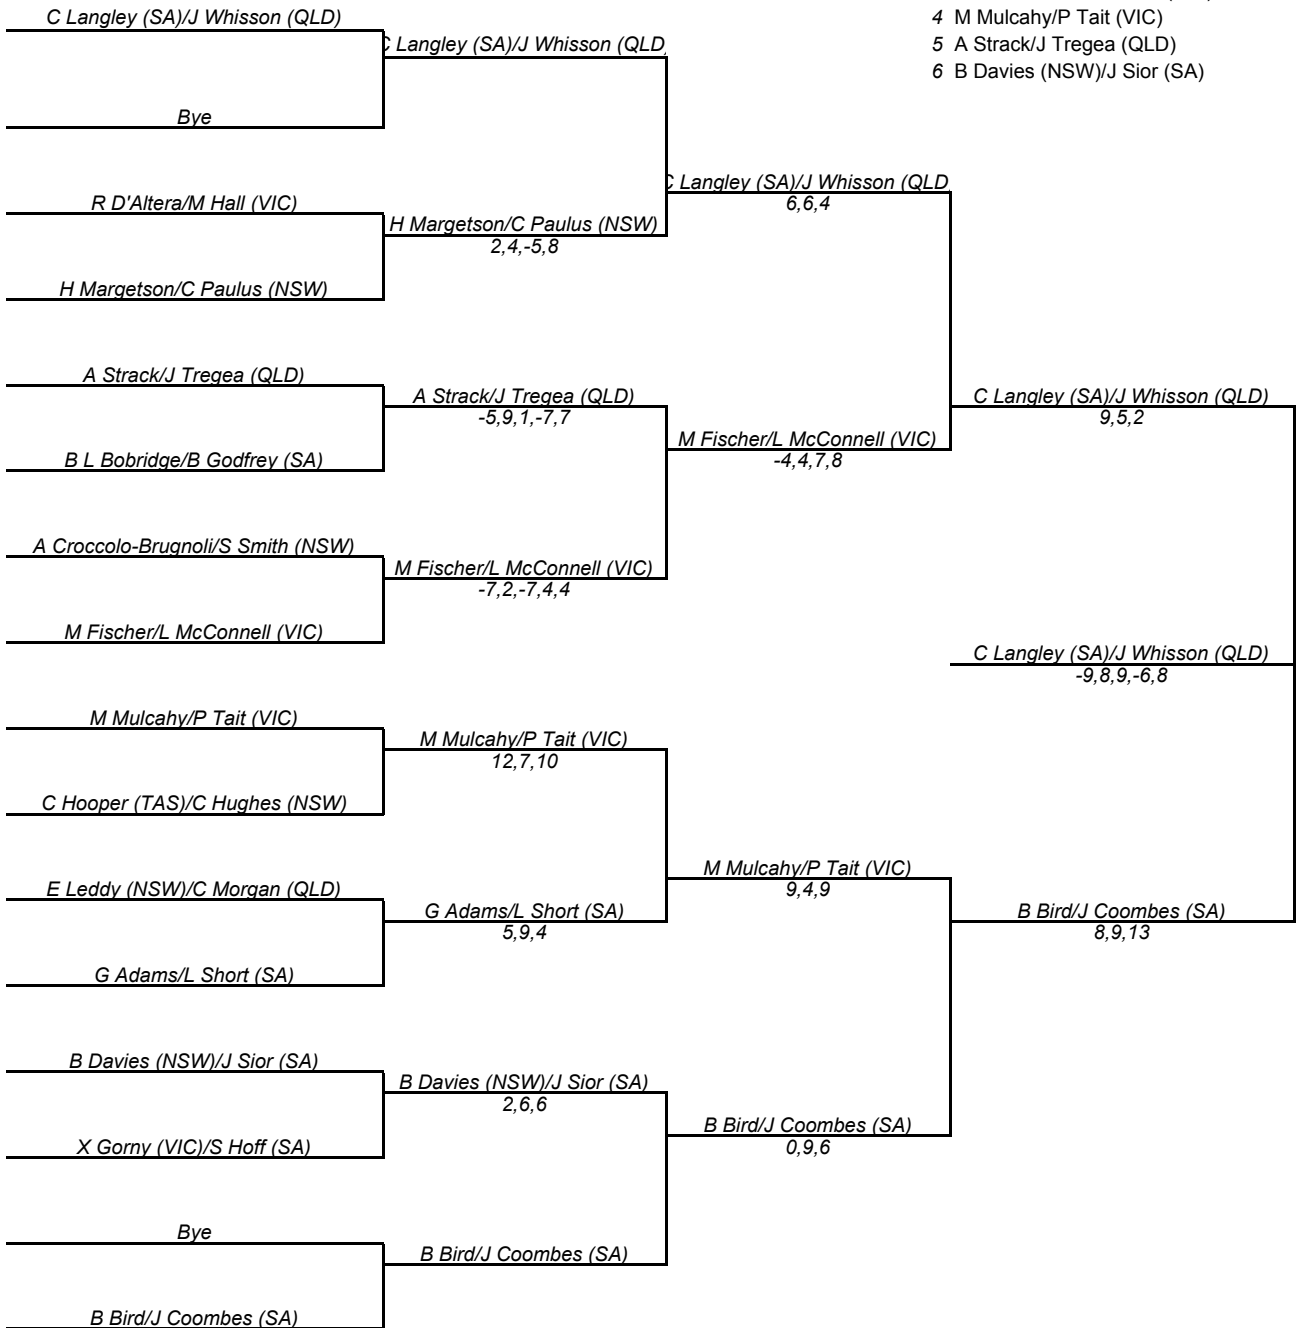 4 M Mulcahy/P Tait (VIC)
5 A Strack/J Tregea (QLD)
6 B Davies (NSW)/J Sior (SA)
C Langley (SA)/J Whisson (QLD)
C Langley (SA)/J Whisson (QLD)
Bye
C Langley (SA)/J Whisson (QLD
6,6,4
R D'Altera/M Hall (VIC)
H Margetson/C Paulus (NSW)
2,4,-5,8
H Margetson/C Paulus (NSW)
A Strack/J Tregea (QLD)
A Strack/J Tregea (QLD)
-5,9,1,-7,7
C Langley (SA)/J Whisson (QLD)
9,5,2
M Fischer/L McConnell (VIC)
-4,4,7,8
B L Bobridge/B Godfrey (SA)
A Croccolo-Brugnoli/S Smith (NSW)
M Fischer/L McConnell (VIC)
-7,2,-7,4,4
M Fischer/L McConnell (VIC)
C Langley (SA)/J Whisson (QLD)
-9,8,9,-6,8
M Mulcahy/P Tait (VIC)
M Mulcahy/P Tait (VIC)
12,7,10
C Hooper (TAS)/C Hughes (NSW)
M Mulcahy/P Tait (VIC)
9,4,9
E Leddy (NSW)/C Morgan (QLD)
G Adams/L Short (SA)
5,9,4
B Bird/J Coombes (SA)
8,9,13
G Adams/L Short (SA)
B Davies (NSW)/J Sior (SA)
B Davies (NSW)/J Sior (SA)
2,6,6
B Bird/J Coombes (SA)
0,9,6
X Gorny (VIC)/S Hoff (SA)
Bye
B Bird/J Coombes (SA)
B Bird/J Coombes (SA)